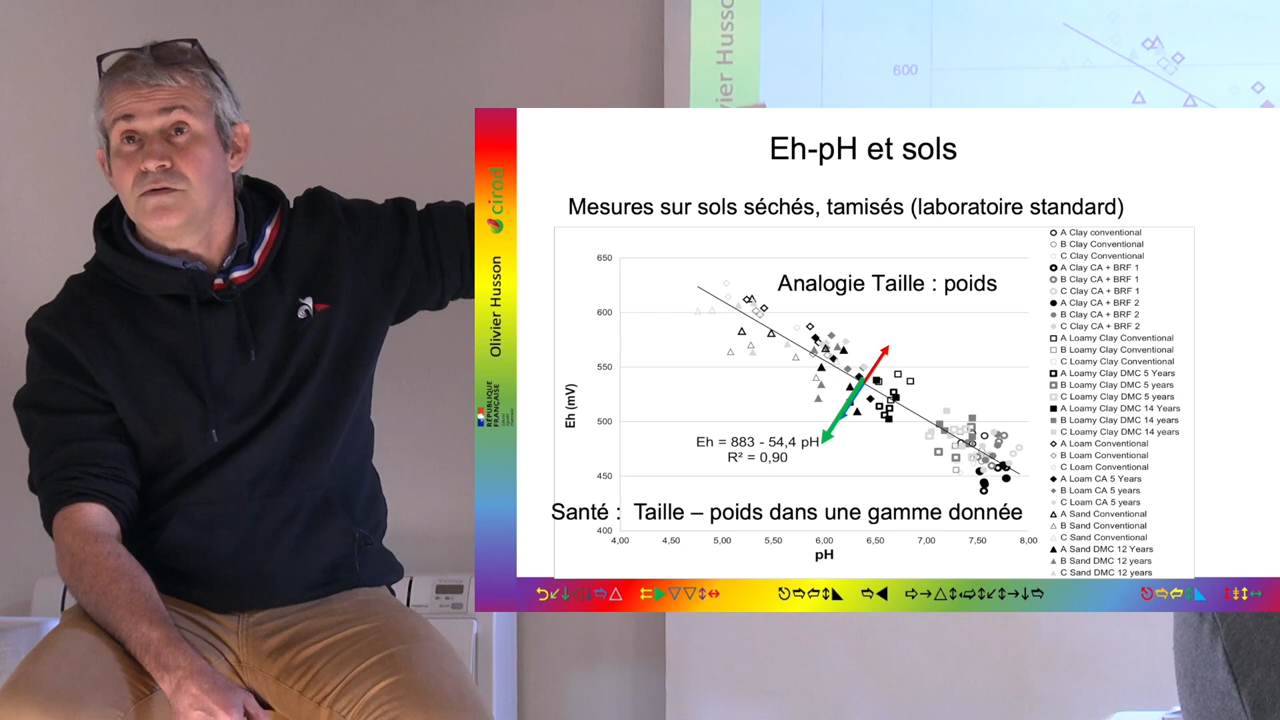 vier Husso
600
Eh-pH et sols
Mesures sur sols séchés, tamisés (laboratoire standard)
Analogie Taille : poids
Eh (mV)
650
600
550
500
450
400
4,00
5,00
5,50
6,00
6,50
7,00
7,50
8,00
pH
Eh = 883 - 54,4 pH
R² = 0,90
Santé : Taille – poids dans une gamme donnée
A Clay conventional
B Clay Conventional
C Clay Conventional
A Clay CA + BRF 1
B Clay CA + BRF 1
C Clay CA + BRF 1
A Clay CA + BRF 2
B Clay CA + BRF 2
C Clay CA + BRF 2
A Loamy Clay Conventional
B Loamy Clay Conventional
C Loamy Clay Conventional
A Loamy Clay DMC 5 Years
B Loamy Clay DMC 5 years
C Loamy Clay DMC 5 years
A Loamy Clay DMC 14 Years
B Loamy Clay DMC 14 years
C Loamy Clay DMC 14 years
A Loam Conventional
B Loam Conventional
C Loam Conventional
A Loam CA 5 Years
B Loam CA 5 years
C Loam CA 5 years
A Sand Conventional
B Sand Conventional
C Sand Conventional
A Sand DMC 12 Years
B Sand DMC 12 years
C Sand DMC 12 years
cirad
Olivier Husson
RÉPUBLIQUE
FRANÇAISE